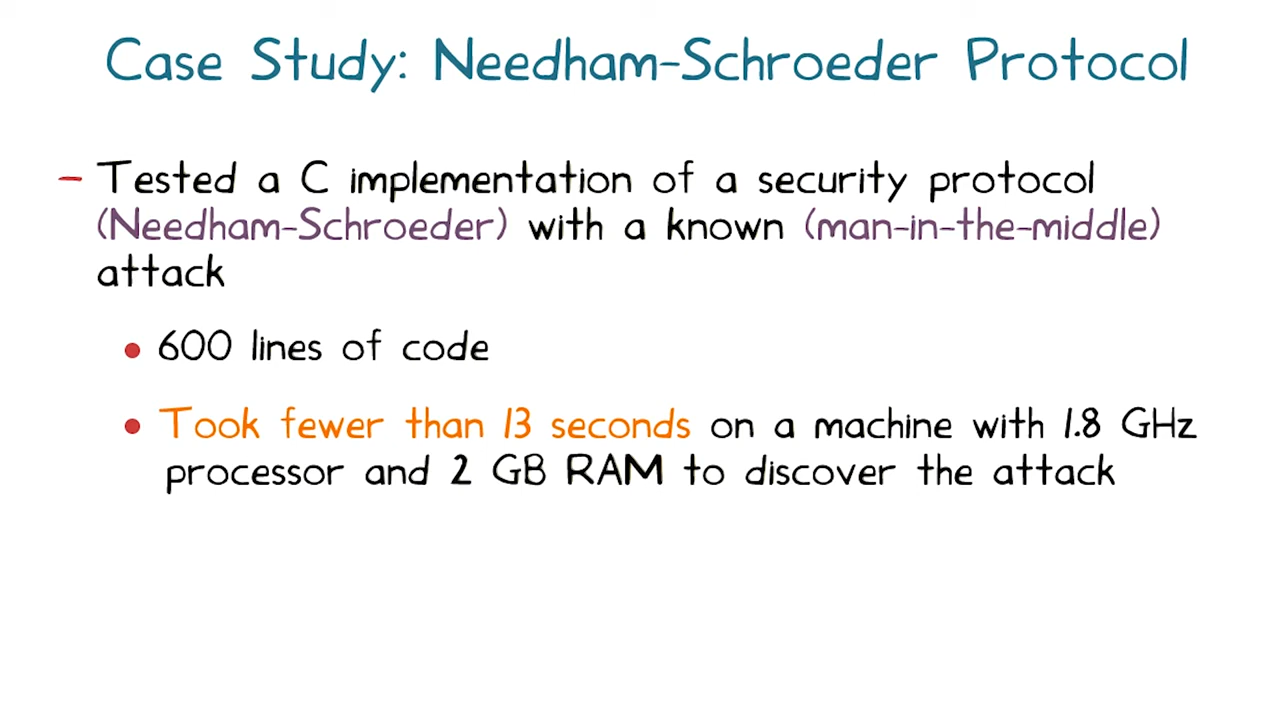 Case Study: Needham-Schroeder Protocol
– Tested a C implementation of a security protocol
(Needham-Schroeder) with a known (man-in-the-middle)
attack
• 600 lines of code
• Took fewer than 13 seconds on a machine with 1.8 GHz
processor and 2 GB RAM to discover the attack